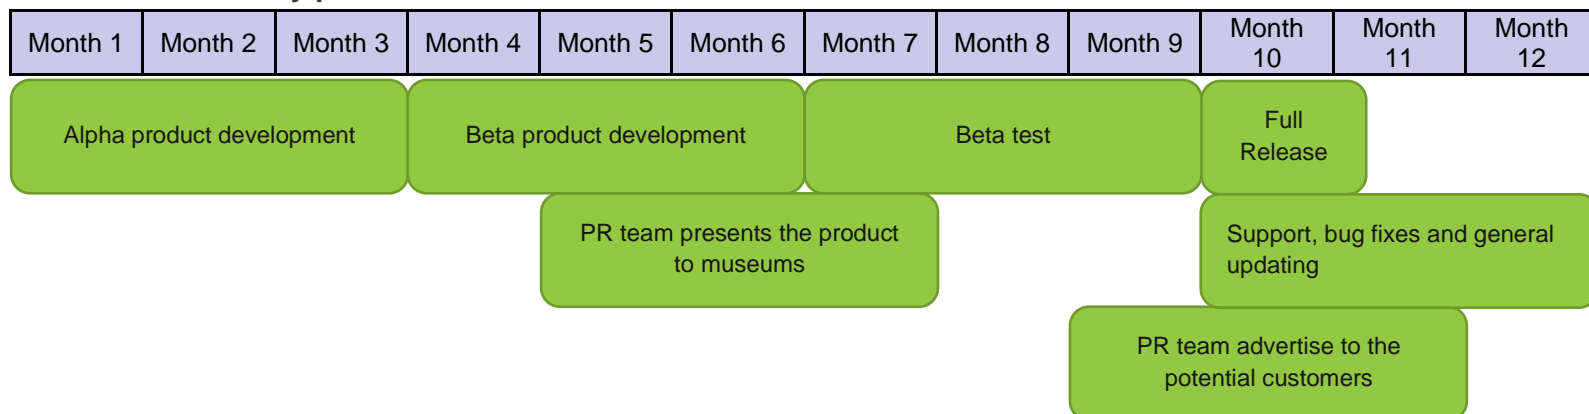 Month 1 Month 2 Month 3 Month 4 Month 5 Month 6 Month 7 Month 8 Month 9 Month 10 Month 11 Month 12
Alpha product development
Beta product development
Beta test
Full
Release
PR team presents the product
to museums
Support, bug fixes and general
updating
PR team advertise to the
potential customers